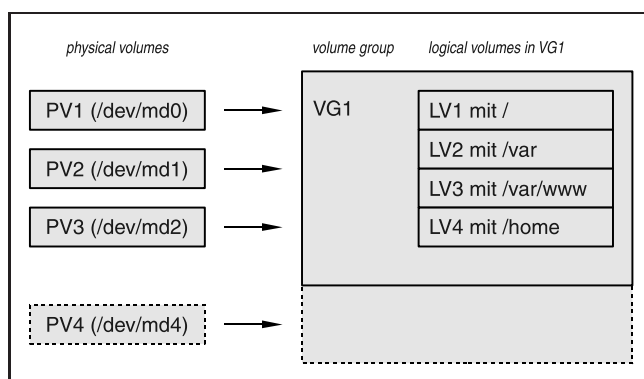 physical volumes
volume group
logical volumes in VG1
PV1 (/dev/md0)
PV2 (/dev/md1)
PV3 (/dev/md2)
PV4 (/dev/md4)
VG1
LV1 mit /
LV2 mit /var
LV3 mit /var/www
LV4 mit /home